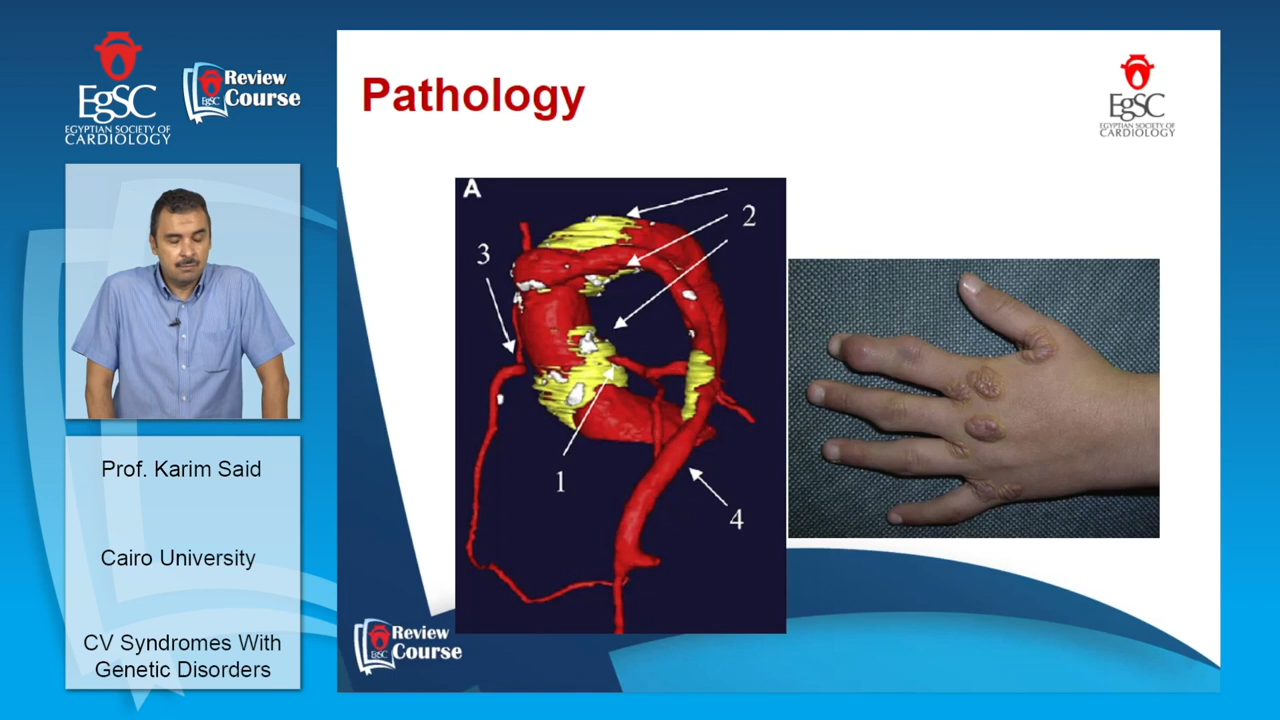 EgSC
EGYPTIAN SOCIETY OF
CARDIOLOGY
EgSC
Review
Course
Prof. Karim Said
Cairo University
CV Syndromes With
Genetic Disorders
Pathology
EgSC
EGYPTIAN SOCIETY OF
CARDIOLOGY
A
2
3
1
4
EgSC
Review
Course